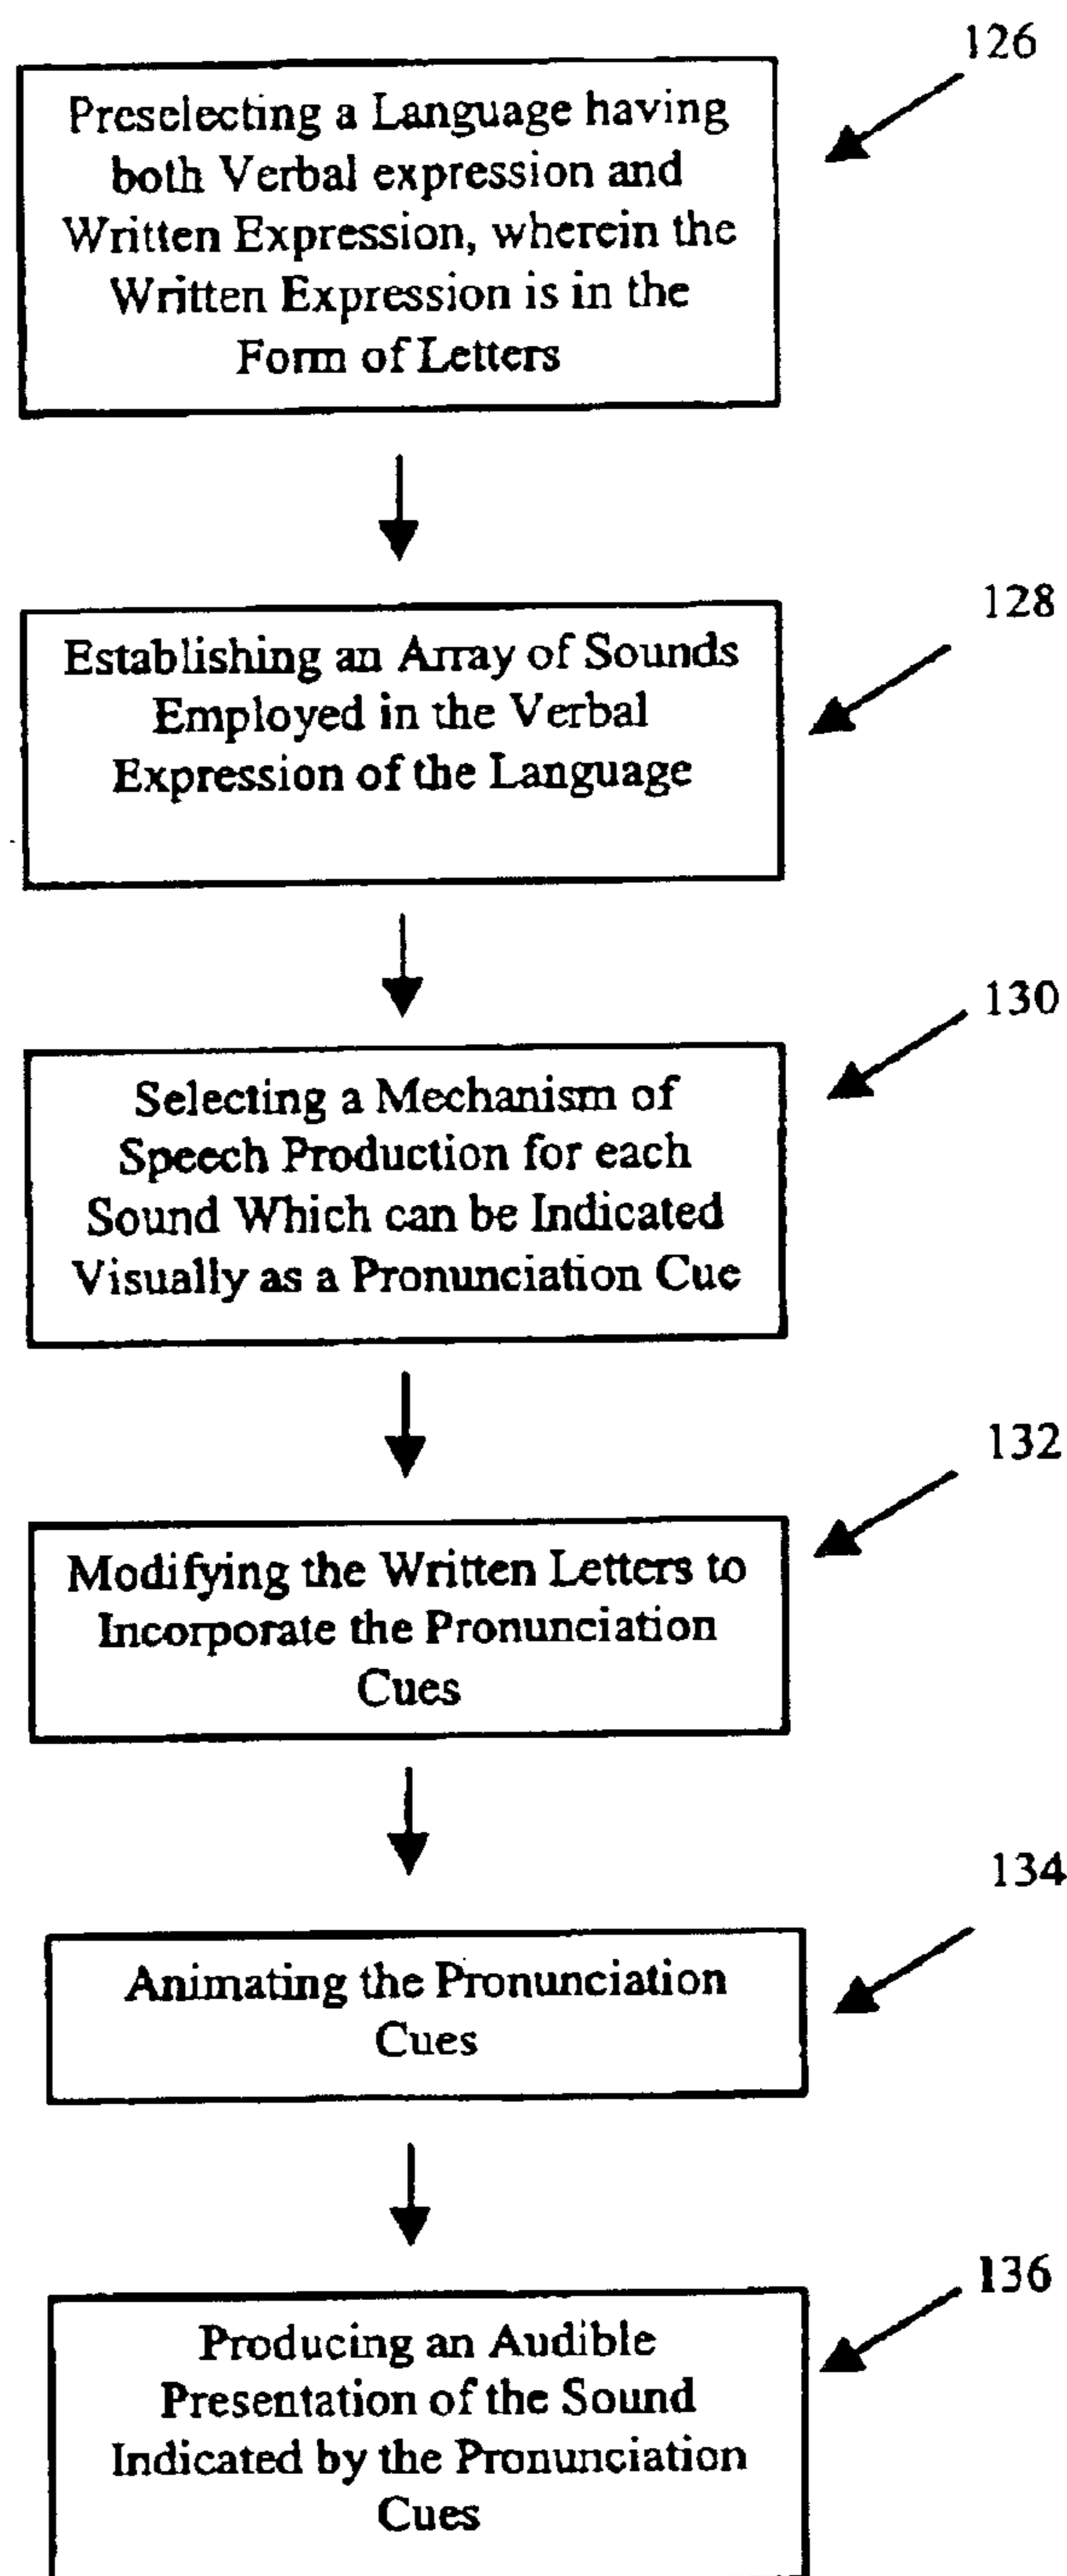 126
Preselecting a Language having
both Verbal expression and
Written Expression, wherein the
Written Expression is in the
Form of Letters
128
Establishing an Array of Sounds
Employed in the Verbal
Expression of the Language
130
Selecting a Mechanism of
Speech Production for each
Sound Which can be Indicated
Visually as a Pronunciation Cue
132
Modifying the Written Letters to
Incorporate the Pronunciation
Cues
134
Animating the Pronunciation
Cues
136
Producing an Audible
Presentation of the Sound
Indicated by the Pronunciation
Cues